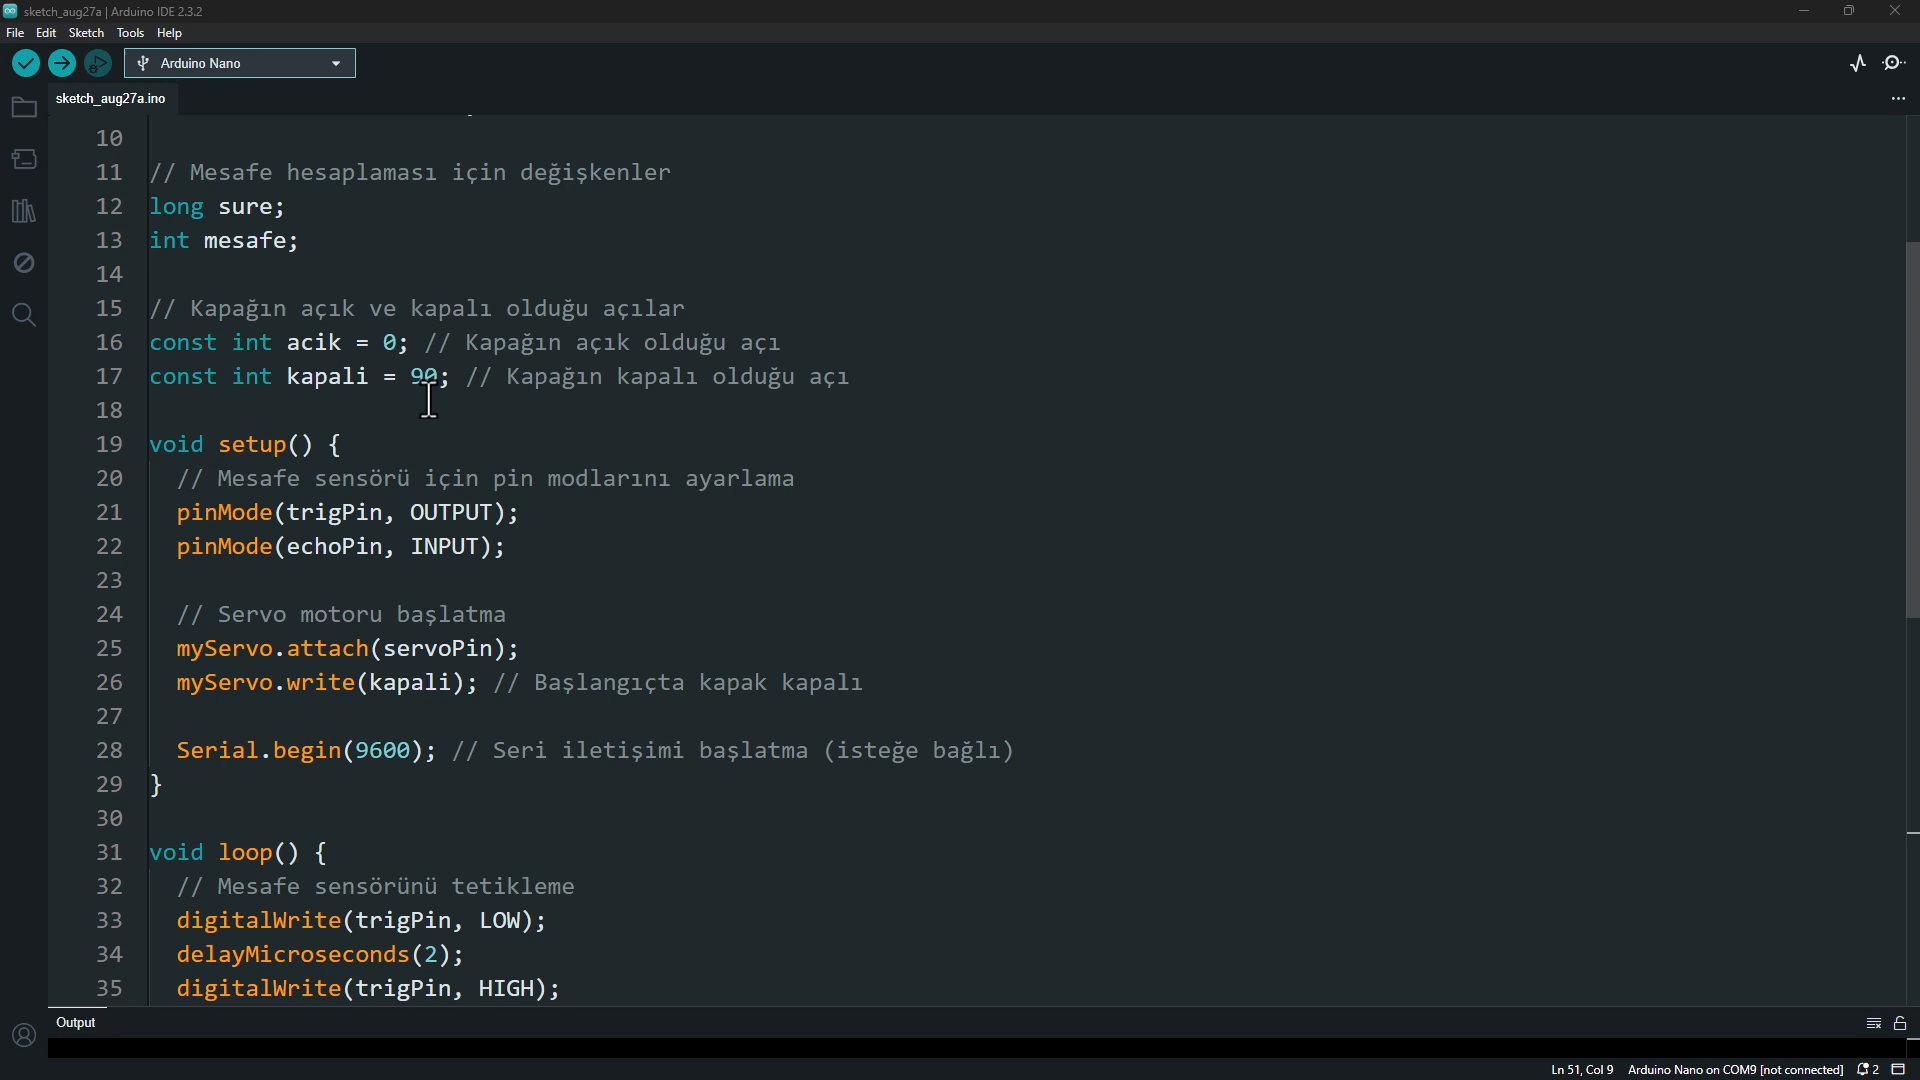 sketch_aug27a | Arduino IDE 2.3.2
File Edit Sketch Tools Help
Arduino Nano
sketch_aug27a.ino
10
11 // Mesafe hesaplaması için değişkenler
12 long sure;
13 int mesafe;
14
15 // Kapağın açık ve kapalı olduğu açılar
16 const int acik = 0; // Kapağın açık olduğu açı
17 const int kapali = 90; // Kapağın kapalı olduğu açı
18
19 void setup() {
20 // Mesafe sensörü için pin modlarını ayarlama
21 pinMode(trigPin, OUTPUT);
22 pinMode(echoPin, INPUT);
23
24 // Servo motoru başlatma
25 myServo.attach(servoPin);
26 myServo.write(kapali); // Başlangıçta kapak kapalı
27
28 Serial.begin(9600); // Seri iletişimi başlatma (isteğe bağlı)
29 }
30
31 void loop() {
32 // Mesafe sensörünü tetikleme
33 digitalWrite(trigPin, LOW);
34 delayMicroseconds(2);
35 digitalWrite(trigPin, HIGH);
Output
Ln 51, Col 9 Arduino Nano on COM9 [not connected] 2